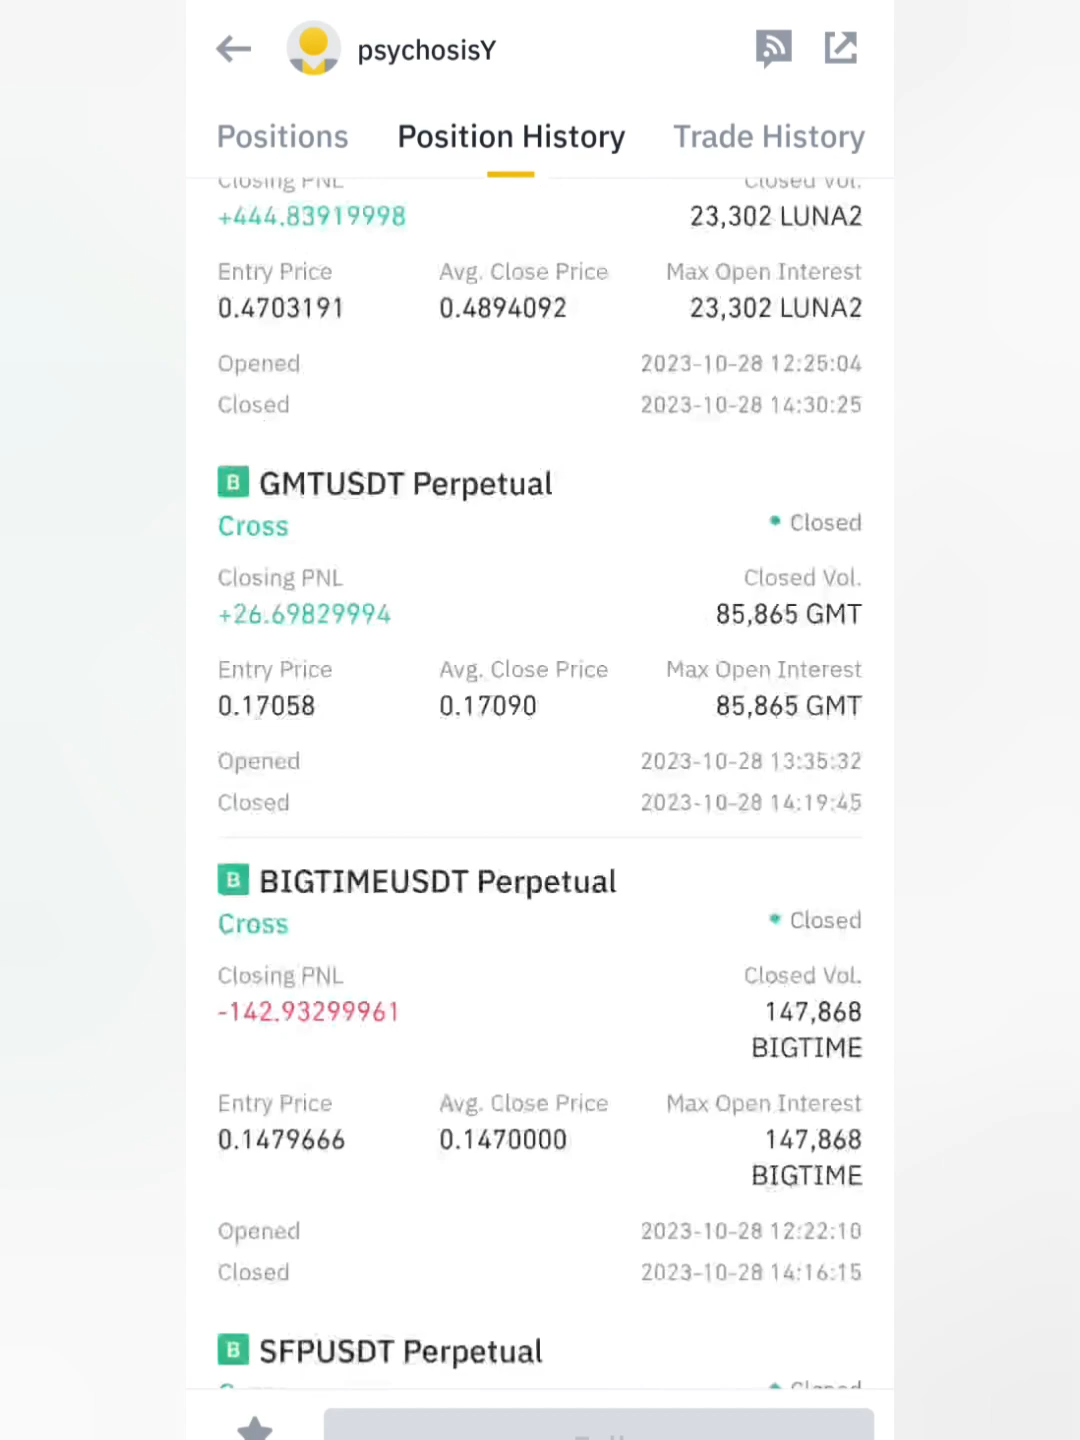 psychosisY
Positions Position History Trade History
Closing PNL Closed Vol.
+444.83919998 23,302 LUNA2
Entry Price Avg. Close Price Max Open Interest
0.4703191 0.4894092 23,302 LUNA2
Opened 2023-10-28 12:25:04
Closed 2023-10-28 14:30:25
B GMTUSDT Perpetual
Cross Closed
Closing PNL Closed Vol.
+26.69829994 85,865 GMT
Entry Price Avg. Close Price Max Open Interest
0.17058 0.17090 85,865 GMT
Opened 2023-10-28 13:35:32
Closed 2023-10-28 14:19:45
B BIGTIMEUSDT Perpetual
Cross Closed
Closing PNL Closed Vol.
-142.93299961 147,868
BIGTIME
Entry Price Avg. Close Price Max Open Interest
0.1479666 0.1470000 147,868
BIGTIME
Opened 2023-10-28 12:22:10
Closed 2023-10-28 14:16:15
B SFPUSDT Perpetual
Closed